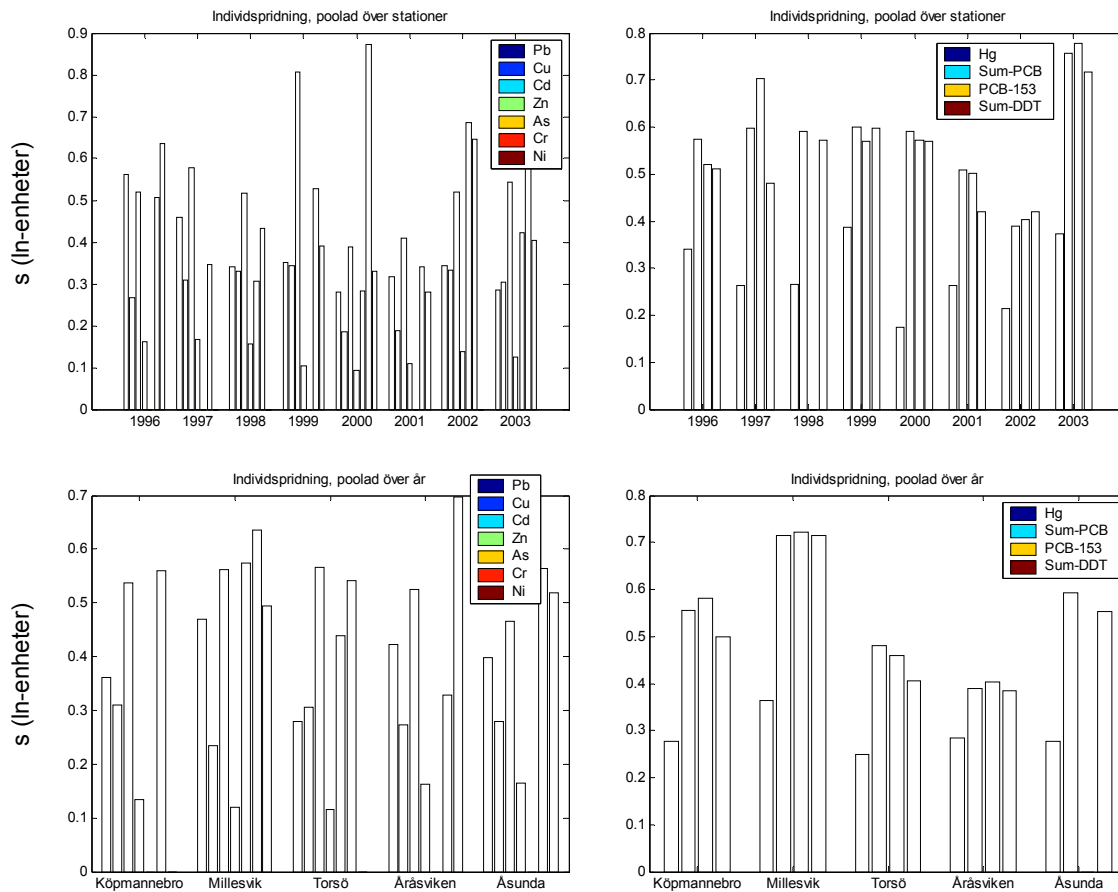 Individspridning, poolad över stationer
s (ln-enheter)
0.9
0.8
0.7
0.6
0.5
0.4
0.3
0.2
0.1
0
Pb
Cu
Cd
Zn
As
Cr
Ni
1996 1997 1998 1999 2000 2001 2002 2003
Individspridning, poolad över stationer
0.8
0.7
0.6
0.5
0.4
0.3
0.2
0.1
0
Hg
Sum-PCB
PCB-153
Sum-DDT
1996 1997 1998 1999 2000 2001 2002 2003
Individspridning, poolad över år
s (ln-enheter)
0.7
0.6
0.5
0.4
0.3
0.2
0.1
0
Pb
Cu
Cd
Zn
As
Cr
Ni
Köpmannebro Millesvik Torsö Åråsviken Åsunda
Individspridning, poolad över år
0.8
0.7
0.6
0.5
0.4
0.3
0.2
0.1
0
Hg
Sum-PCB
PCB-153
Sum-DDT
Köpmannebro Millesvik Torsö Åråsviken Åsunda